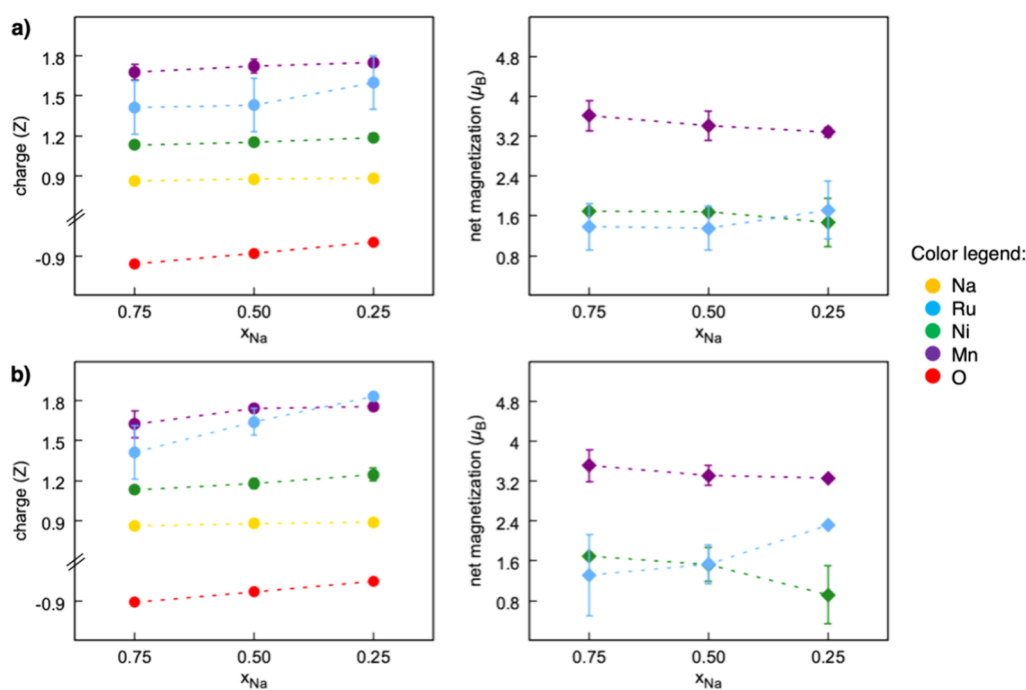 a)
charge (Z)
1.8
1.5
1.2
0.9
-0.9
0.75
0.50
0.25
xNa
net magnetization (μB)
4.8
4
3.2
2.4
1.6
0.8
0.75
0.50
0.25
xNa
Color legend:
Na
Ru
Ni
Mn
O
b)
charge (Z)
1.8
1.5
1.2
0.9
-0.9
0.75
0.50
0.25
xNa
net magnetization (μB)
4.8
4
3.2
2.4
1.6
0.8
0.75
0.50
0.25
xNa